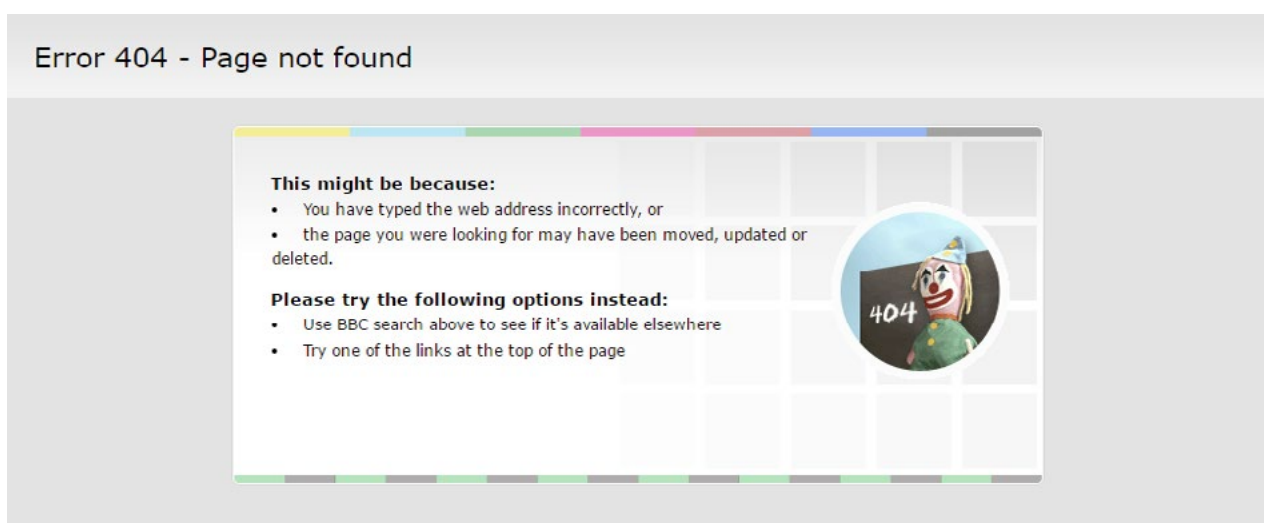 Error 404 - Page not found
This might be because:
• You have typed the web address incorrectly, or
• the page you were looking for may have been moved, updated or
deleted.
Please try the following options instead:
• Use BBC search above to see if it's available elsewhere
• Try one of the links at the top of the page
404